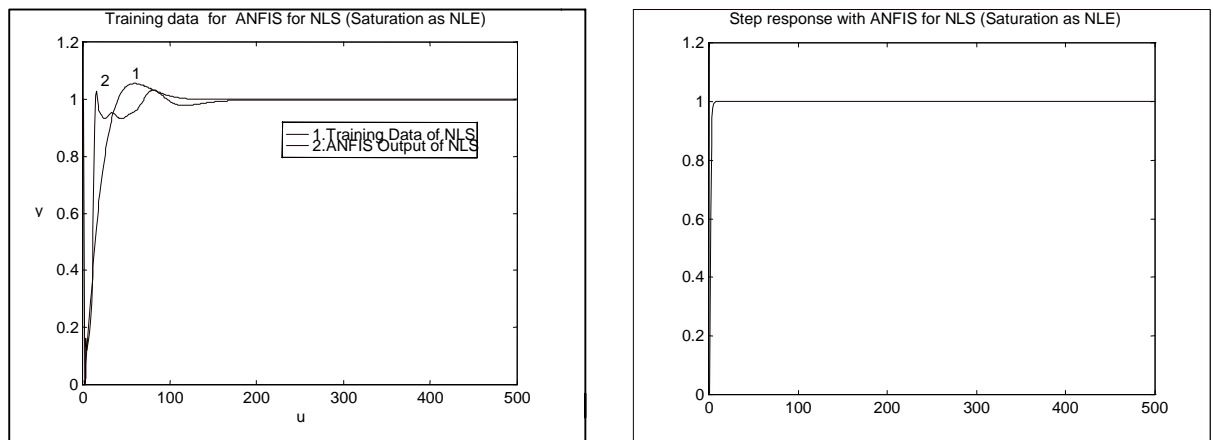 Training data for ANFIS for NLS (Saturation as NLE)
1.2
1
0.8
0.6
0.4
0.2
0
v
2
1
1.Training Data of NLS
2.ANFIS Output of NLS
0 100 200 300 400 500
u
Step response with ANFIS for NLS (Saturation as NLE)
1.2
1
0.8
0.6
0.4
0.2
0
0 100 200 300 400 500